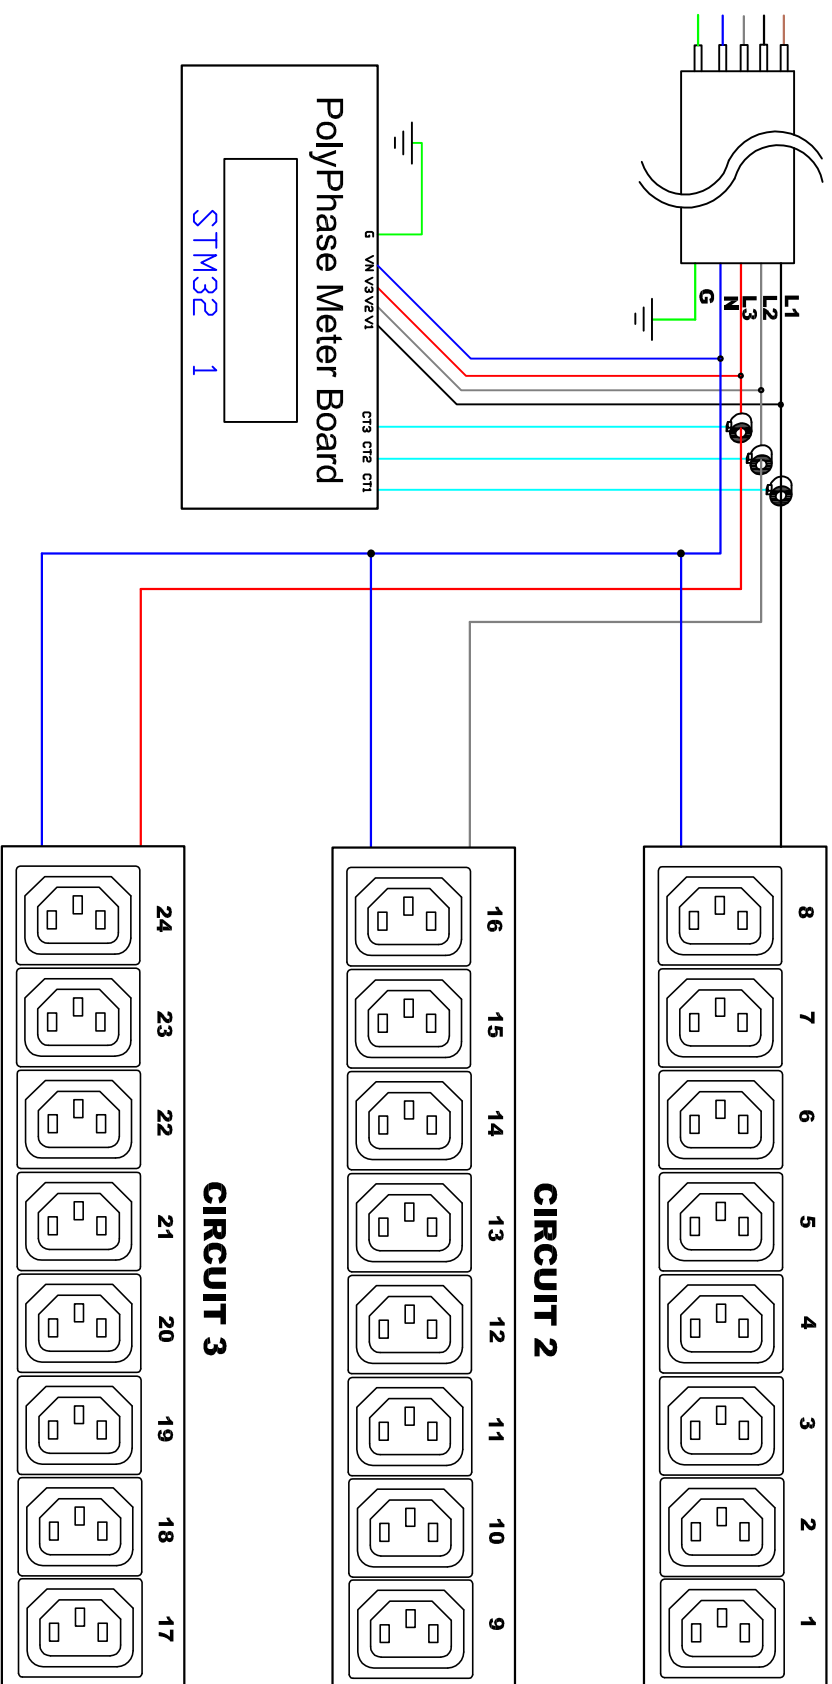 L1
L2
L3
N
G
PolyPhase Meter Board
STM32 1
G
VN V3 V2 V1
CT3 CT2 CT1
8 7 6 5 4 3 2 1
CIRCUIT 2
16 15 14 13 12 11 10 9
CIRCUIT 3
24 23 22 21 20 19 18 17